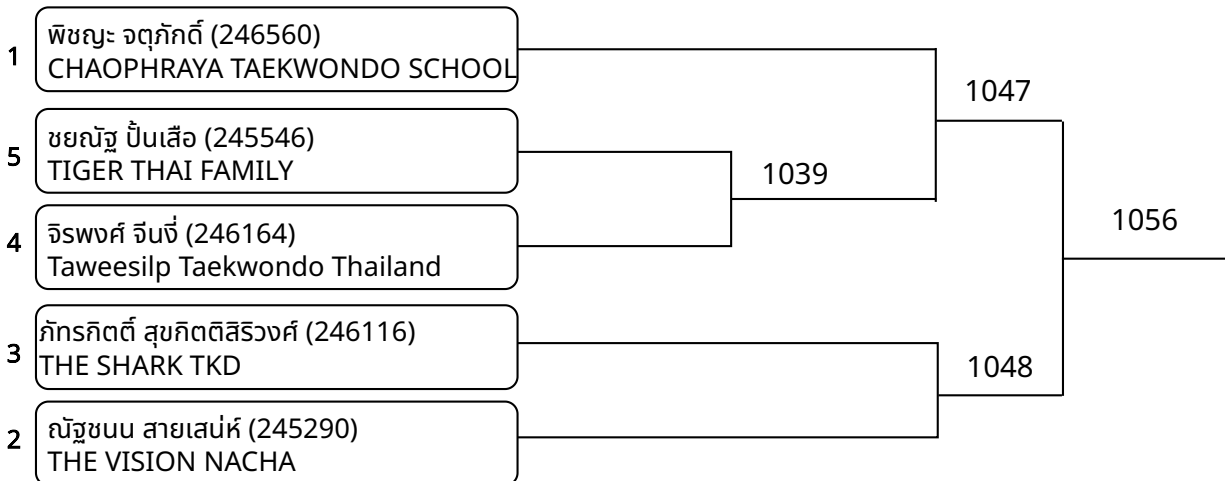 1
พิชญะ จตุภักดิ์ (246560)
CHAOPHRAYA TAEKWONDO SCHOOL
1047
5
ชยณัฐ ปั้นเสือ (245546)
TIGER THAI FAMILY
1039
4
จิรพงศ์ จีนงี่ (246164)
Taweesilp Taekwondo Thailand
1056
3
ภัทรกิตติ์ สุขกิตติสิริวงศ์ (246116)
THE SHARK TKD
1048
2
ณัฐชนน สายเสน่ห์ (245290)
THE VISION NACHA